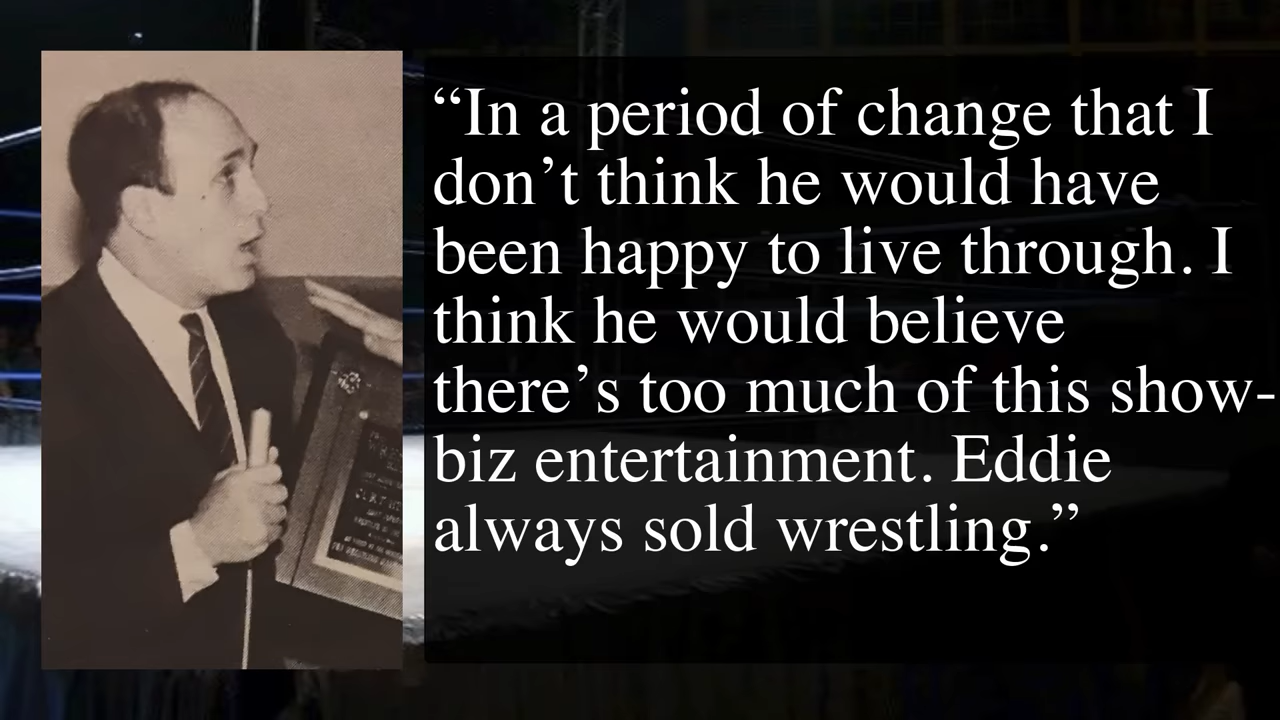 “In a period of change that I
don’t think he would have
been happy to live through. I
think he would believe
there’s too much of this show-
biz entertainment. Eddie
always sold wrestling.”